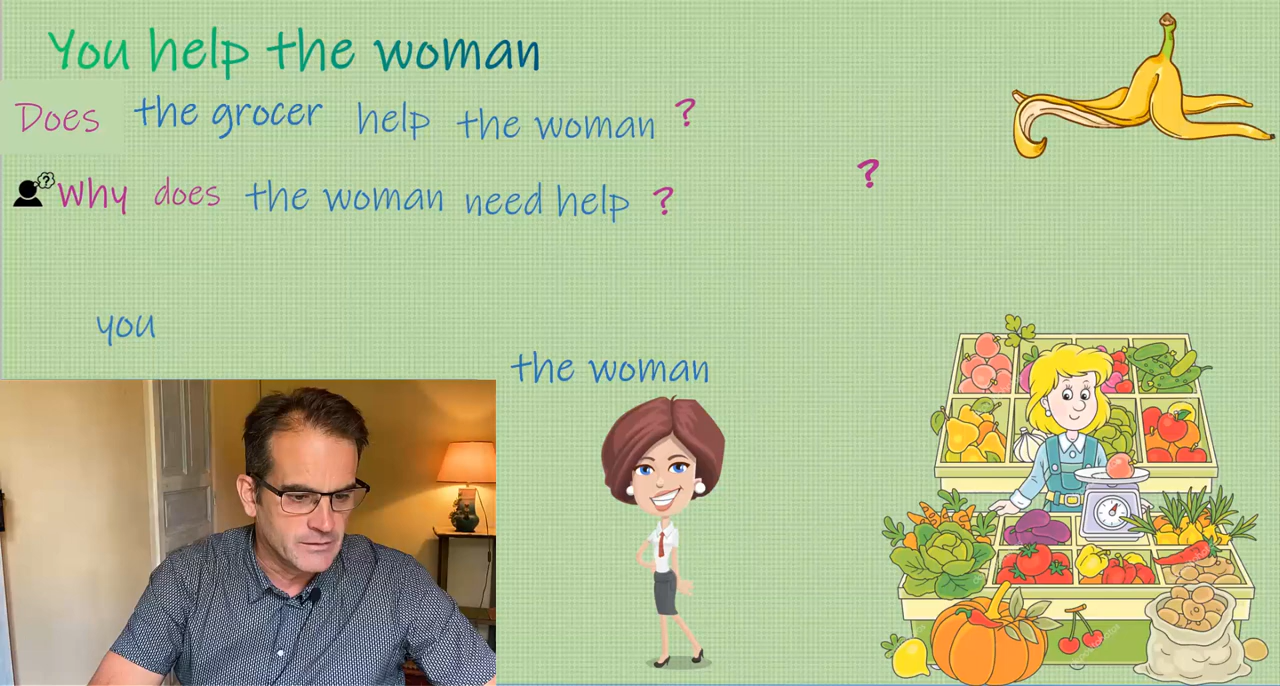 You help the woman
Does the grocer help the woman ?
?
Why does the woman need help ?
you
the woman